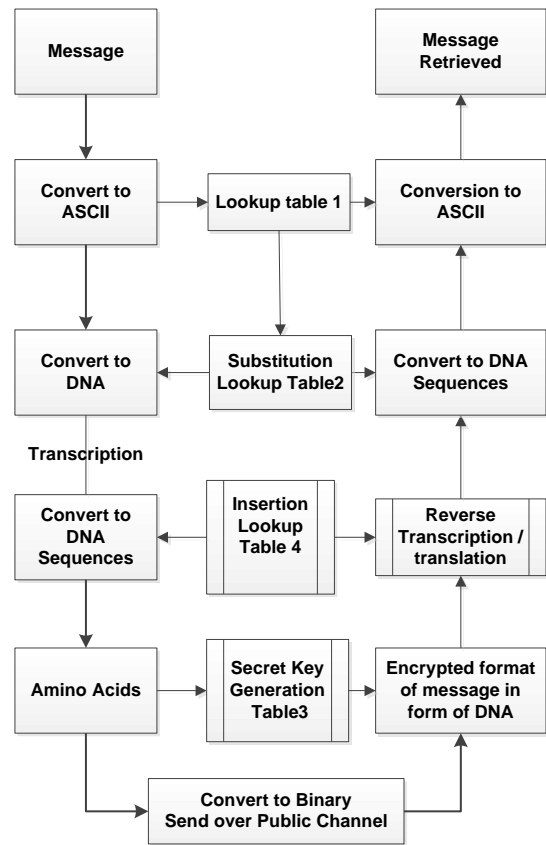 Message
Message
Retrieved
Convert to
ASCII
Lookup table 1
Conversion to
ASCII
Convert to
DNA
Substitution
Lookup Table2
Convert to DNA
Sequences
Transcription
Convert to
DNA
Sequences
Insertion
Lookup
Table 4
Reverse
Transcription /
translation
Amino Acids
Secret Key
Generation
Table3
Encrypted format
of message in
form of DNA
Convert to Binary
Send over Public Channel